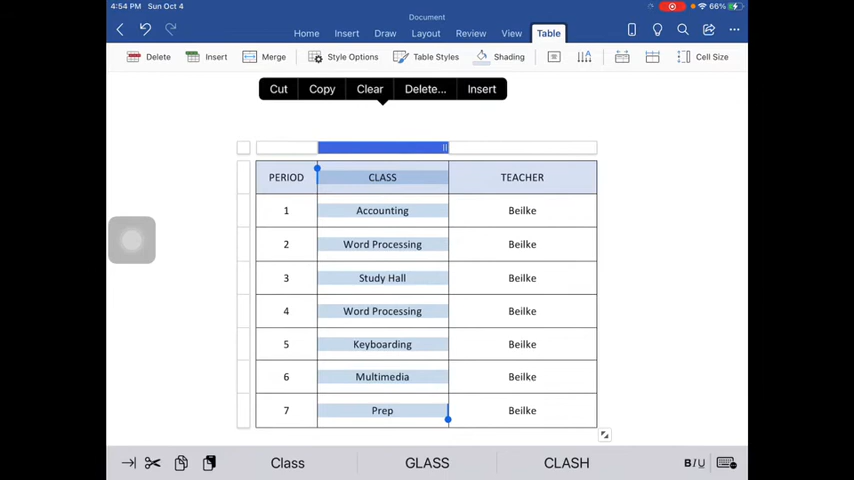 4:54 PM Sun Oct 4
66%
Document
Home Insert Draw Layout Review View Table
Delete Insert Merge Style Options Table Styles Shading Cell Size
Cut Copy Clear Delete... Insert
PERIOD CLASS TEACHER
1 Accounting Beilke
2 Word Processing Beilke
3 Study Hall Beilke
4 Word Processing Beilke
5 Keyboarding Beilke
6 Multimedia Beilke
7 Prep Beilke
Class GLASS CLASH
BIU